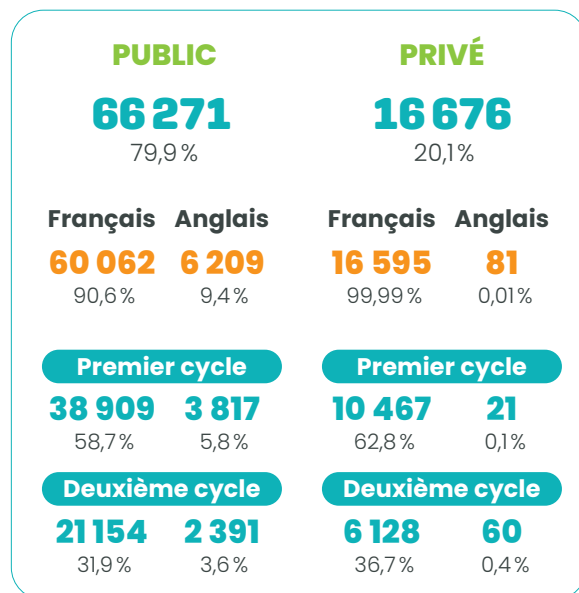 PUBLIC PRIVÉ
66 271 16 676
79,9 % 20,1 %
Français Anglais Français Anglais
60 062 6 209 16 595 81
90,6 % 9,4 % 99,99 % 0,01 %
Premier cycle Premier cycle
38 909 3 817 10 467 21
58,7 % 5,8 % 62,8 % 0,1 %
Deuxième cycle Deuxième cycle
21 154 2 391 6 128 60
31,9 % 3,6 % 36,7 % 0,4 %